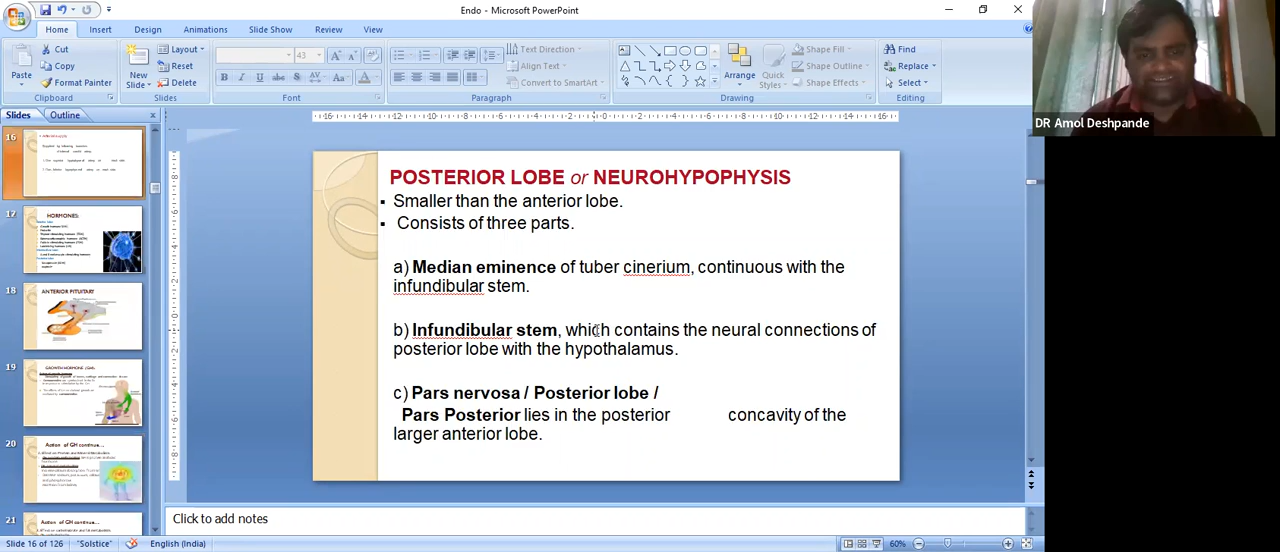 Endo - Microsoft PowerPoint
Home Insert Design Animations Slide Show Review View
Cut
Copy
Format Painter
Paste
Clipboard
New
Slide
Layout
Reset
Delete
Slides
43
Font
Text Direction
Align Text
Convert to SmartArt
Paragraph
Arrange
Quick
Styles
Shape Fill
Shape Outline
Shape Effects
Drawing
Find
Replace
Select
Editing
DR Amol Deshpande
Slides Outline
16
17
HORMONES:
18
ANTERIOR PITUITARY
19
20
Action of GH continue...
21
Action of GH continue...
POSTERIOR LOBE or NEUROHYPOPHYSIS
▪ Smaller than the anterior lobe.
▪ Consists of three parts.
a) Median eminence of tuber cinerium, continuous with the
infundibular stem.
b) Infundibular stem, which contains the neural connections of
posterior lobe with the hypothalamus.
c) Pars nervosa / Posterior lobe /
Pars Posterior lies in the posterior concavity of the
larger anterior lobe.
Click to add notes
Slide 16 of 126 "Solstice" English (India) 60%